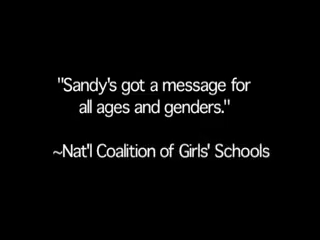 "Sandy's got a message for
all ages and genders."
~Nat'l Coalition of Girls' Schools